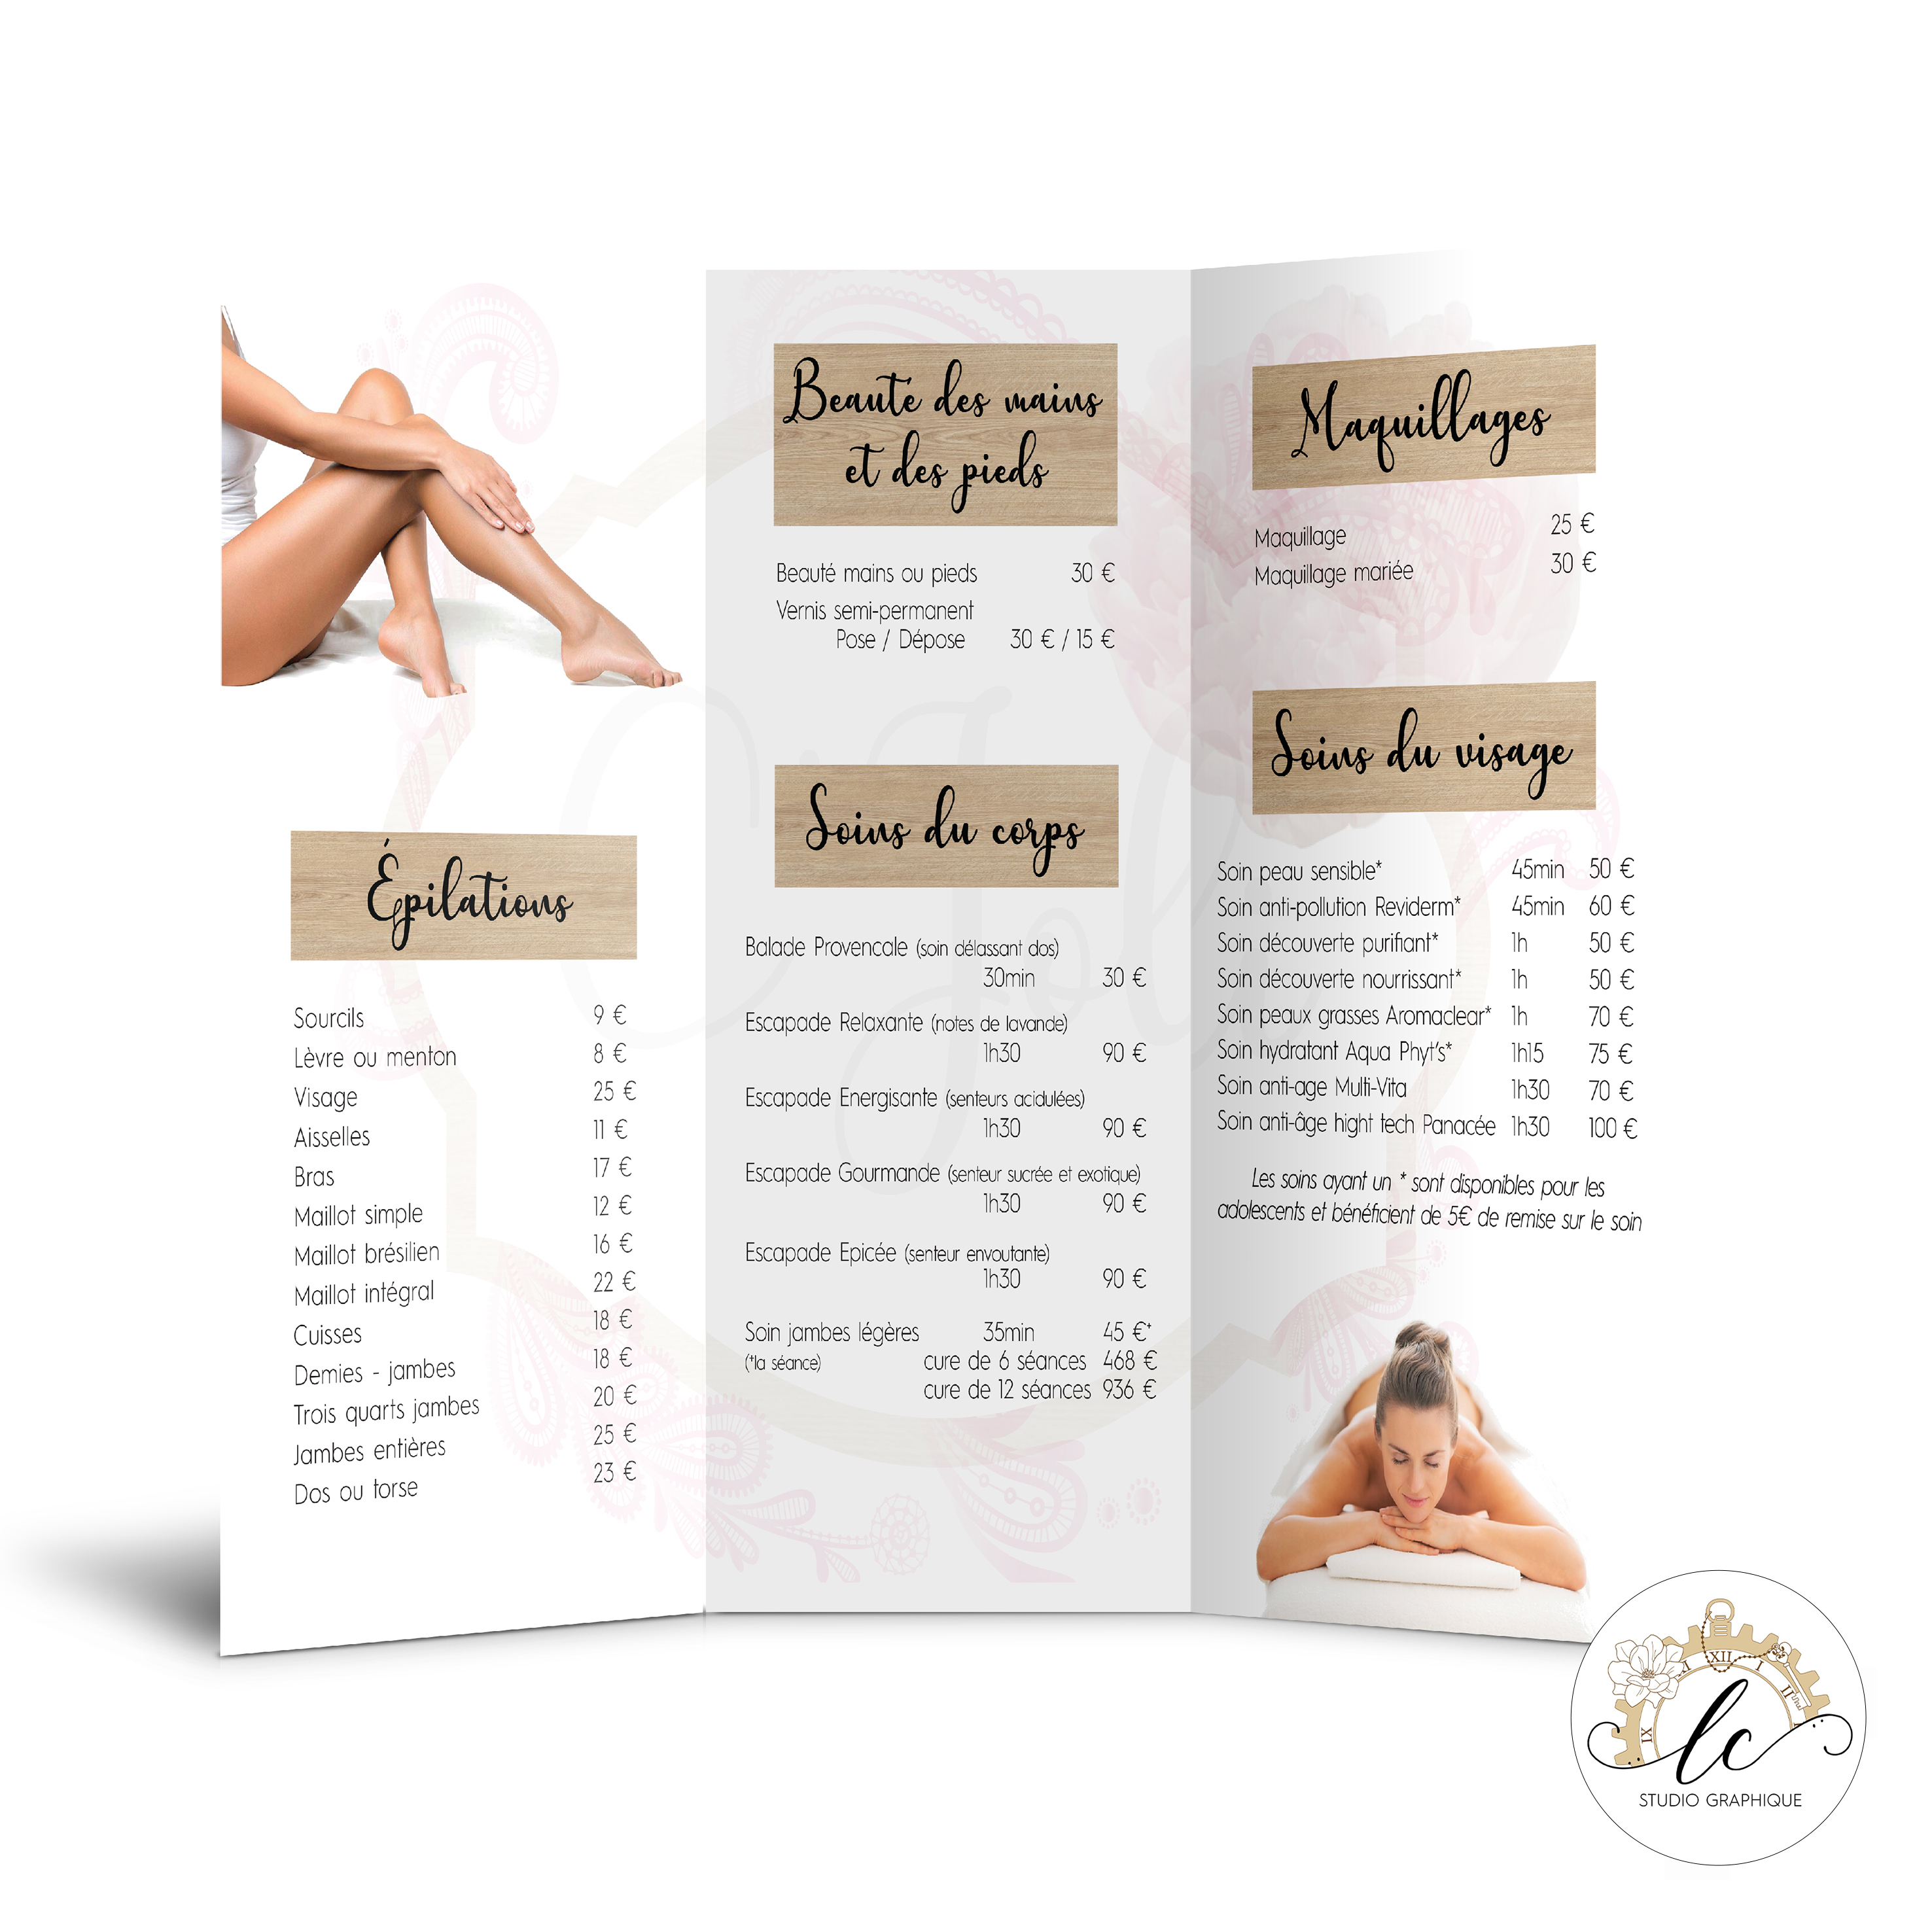 Épilations
Sourcils 9 €
Lèvre ou menton 8 €
Visage 25 €
Aisselles 11 €
Bras 17 €
Maillot simple 12 €
Maillot brésilien 16 €
Maillot intégral 22 €
Cuisses 18 €
Demies - jambes 18 €
Trois quarts jambes 20 €
Jambes entières 25 €
Dos ou torse 23 €
Beauté des mains
et des pieds
Beauté mains ou pieds 30 €
Vernis semi-permanent
Pose / Dépose 30 € / 15 €
Soins du corps
Balade Provencale (soin délassant dos)
30min 30 €
Escapade Relaxante (notes de lavande)
1h30 90 €
Escapade Energisante (senteurs acidulées)
1h30 90 €
Escapade Gourmande (senteur sucrée et exotique)
1h30 90 €
Escapade Epicée (senteur envoutante)
1h30 90 €
Soin jambes légères 35min 45 €*
(*la séance) cure de 6 séances 468 €
cure de 12 séances 936 €
Maquillages
Maquillage 25 €
Maquillage mariée 30 €
Soins du visage
Soin peau sensible* 45min 50 €
Soin anti-pollution Reviderm* 45min 60 €
Soin découverte purifiant* 1h 50 €
Soin découverte nourrissant* 1h 50 €
Soin peaux grasses Aromaclear* 1h 70 €
Soin hydratant Aqua Phyt's* 1h15 75 €
Soin anti-age Multi-Vita 1h30 70 €
Soin anti-âge hight tech Panacée 1h30 100 €
Les soins ayant un * sont disponibles pour les
adolescents et bénéficient de 5€ de remise sur le soin
C'Joli
XII I II IX
lc
STUDIO GRAPHIQUE